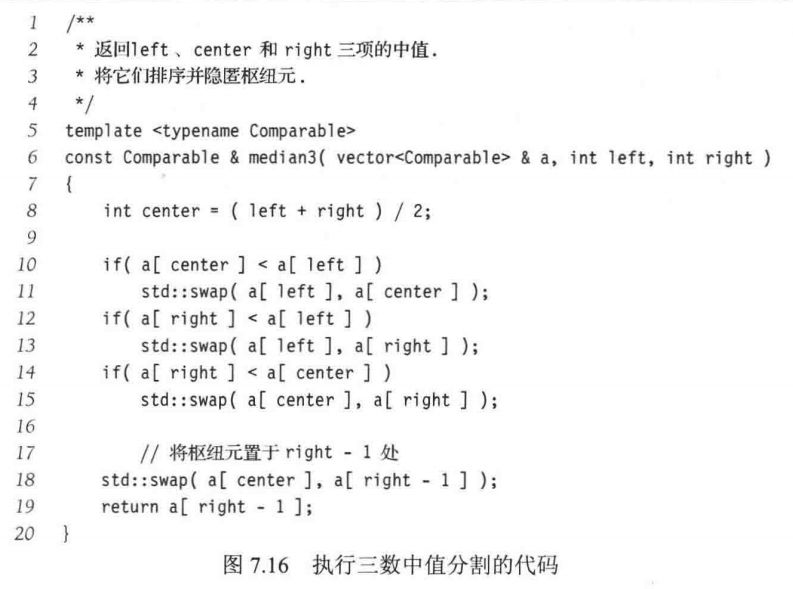 1 /**
2 * 返回left 、center 和 right 三项的中值.
3 * 将它们排序并隐匿枢纽元.
4 */
5 template <typename Comparable>
6 const Comparable & median3( vector<Comparable> & a, int left, int right )
7 {
8 int center = ( left + right ) / 2;
9
10 if( a[ center ] < a[ left ] )
11 std::swap( a[ left ], a[ center ] );
12 if( a[ right ] < a[ left ] )
13 std::swap( a[ left ], a[ right ] );
14 if( a[ right ] < a[ center ] )
15 std::swap( a[ center ], a[ right ] );
16
17 // 将枢纽元置于 right - 1 处
18 std::swap( a[ center ], a[ right - 1 ] );
19 return a[ right - 1 ];
20 }
图 7.16 执行三数中值分割的代码